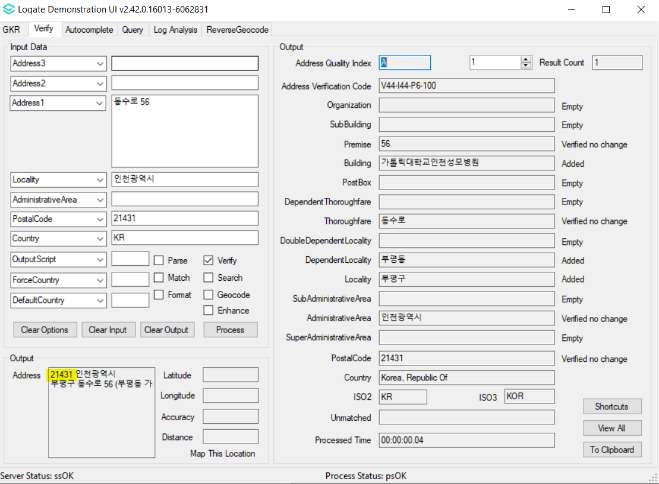 Loqate Demonstration UI v2.42.0.16013-6062831
GKR Verify Autocomplete Query Log Analysis ReverseGeocode
Input Data
Address3
Address2
Address1 동수로 56
Locality 인천광역시
AdministrativeArea
PostalCode 21431
Country KR
OutputScript Parse Verify
ForceCountry Match Search
DefaultCountry Format Geocode
Enhance
Clear Options Clear Input Clear Output Process
Output
Address 21431 인천광역시
부평구 동수로 56 (부평동 가
Latitude
Longitude
Accuracy
Distance
Map This Location
Output
Address Quality Index A 1 Result Count 1
Address Verification Code V44-I44-P6-100
Organization Empty
SubBuilding Empty
Premise 56 Verified no change
Building 가톨릭대학교인천성모병원 Added
PostBox Empty
DependentThoroughfare Empty
Thoroughfare 동수로 Verified no change
DoubleDependentLocality Empty
DependentLocality 부평동 Added
Locality 부평구 Added
SubAdministrativeArea Empty
AdministrativeArea 인천광역시 Verified no change
SuperAdministrativeArea Empty
PostalCode 21431 Verified no change
Country Korea, Republic Of
ISO2 KR ISO3 KOR
Unmatched
Processed Time 00:00:00.04
Shortcuts
View All
To Clipboard
Server Status: ssOK Process Status: psOK